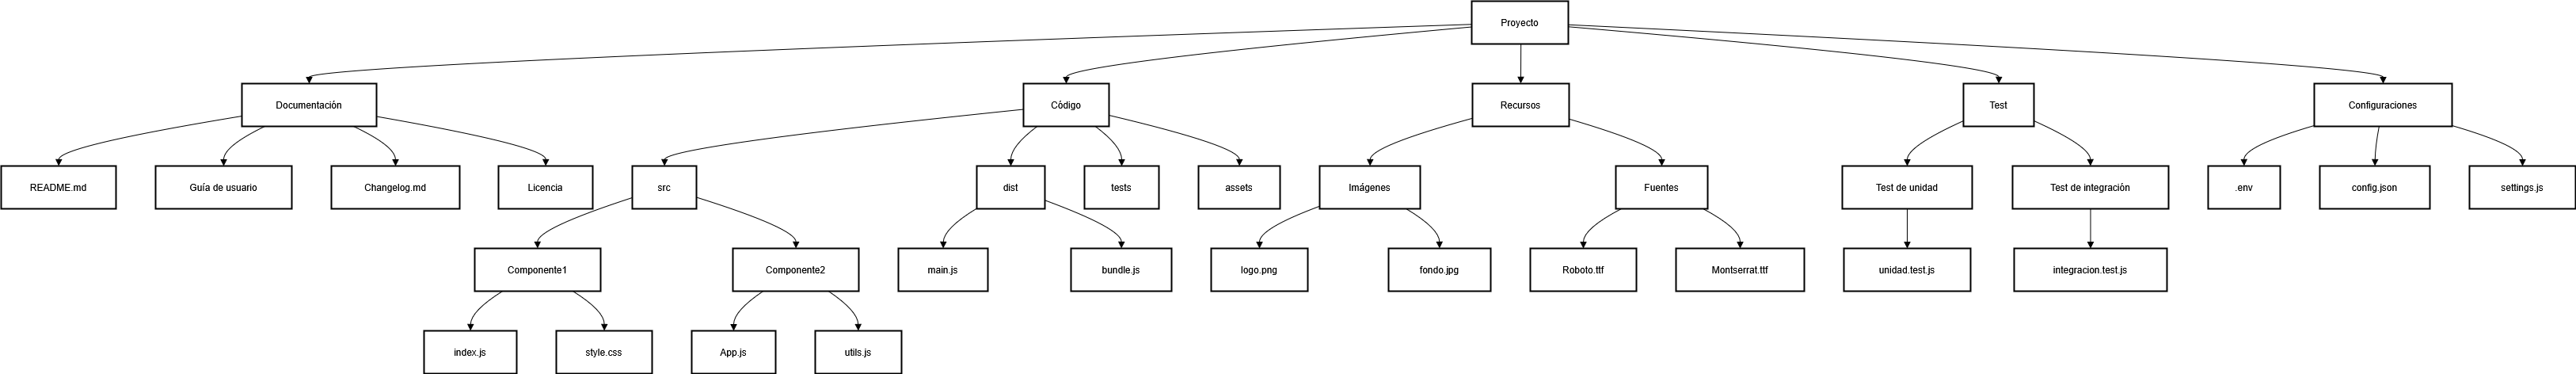 Proyecto
Documentación
Código
Recursos
Test
Configuraciones
README.md
Guía de usuario
Changelog.md
Licencia
src
dist
tests
assets
Imágenes
Fuentes
Test de unidad
Test de integración
.env
config.json
settings.js
Componente1
Componente2
main.js
bundle.js
logo.png
fondo.jpg
Roboto.ttf
Montserrat.ttf
unidad.test.js
integracion.test.js
index.js
style.css
App.js
utils.js